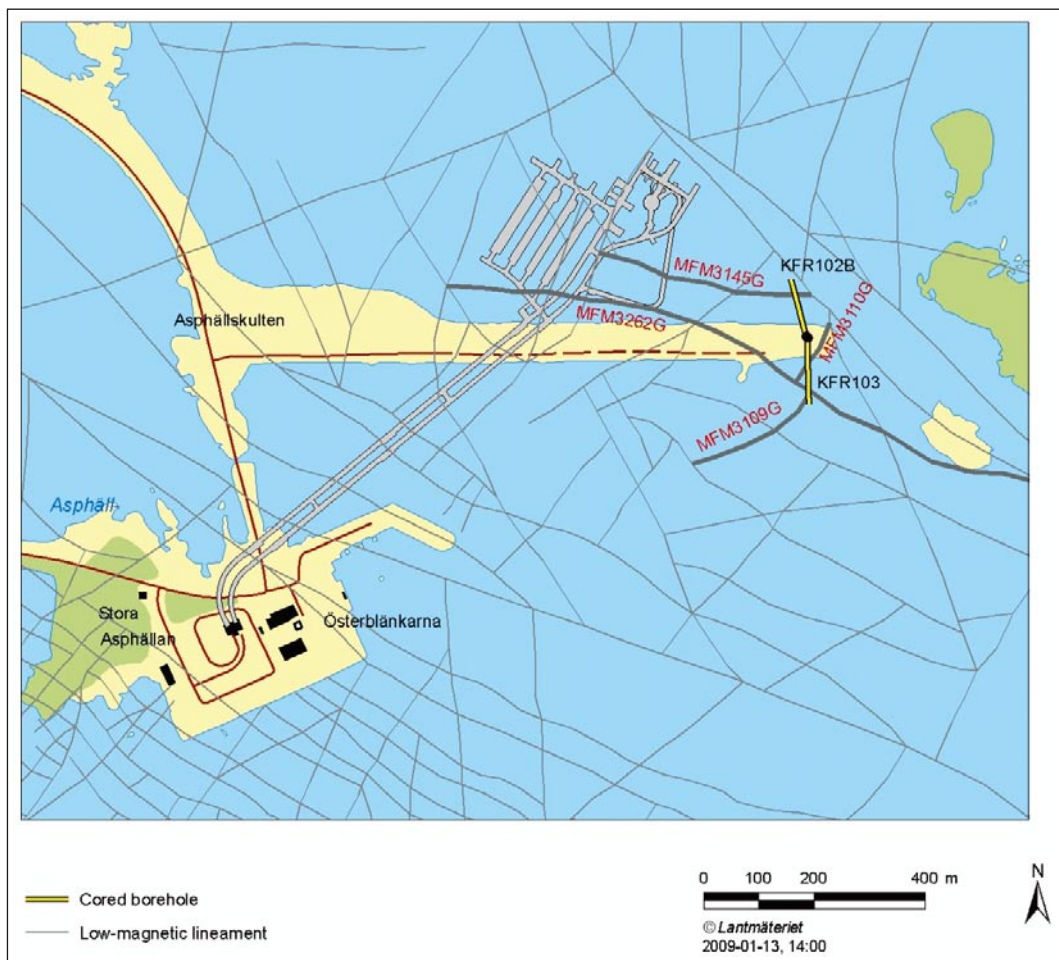 KFR102B
MFM3145G
MFM3110G
MFM3262G
Asphällskulten
KFR103
MFM3109G
Asphäll-
Stora
Asphällan
Österblänkarna
N
0 100 200 400 m
Cored borehole
Low-magnetic lineament
© Lantmäteriet
2009-01-13, 14:00